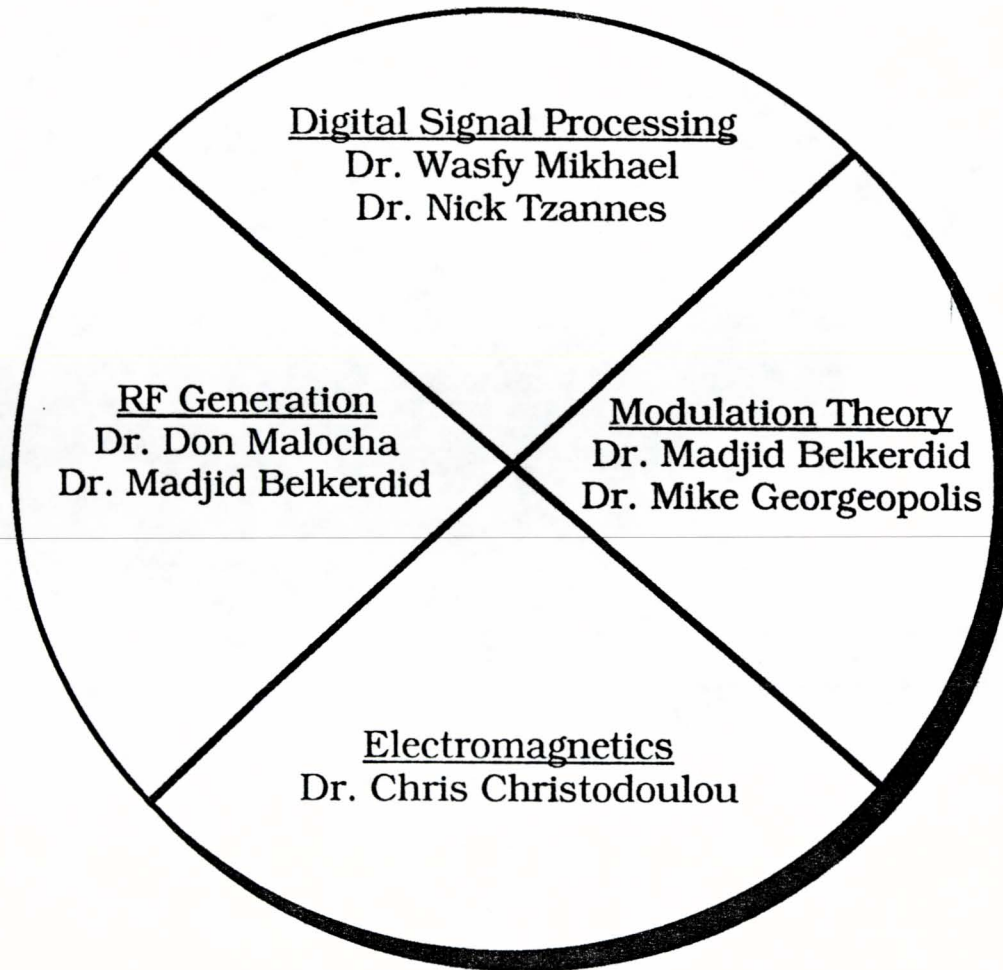 Digital Signal Processing
Dr. Wasfy Mikhael
Dr. Nick Tzannes
RF Generation
Dr. Don Malocha
Dr. Madjid Belkerdid
Modulation Theory
Dr. Madjid Belkerdid
Dr. Mike Georgeopolis
Electromagnetics
Dr. Chris Christodoulou